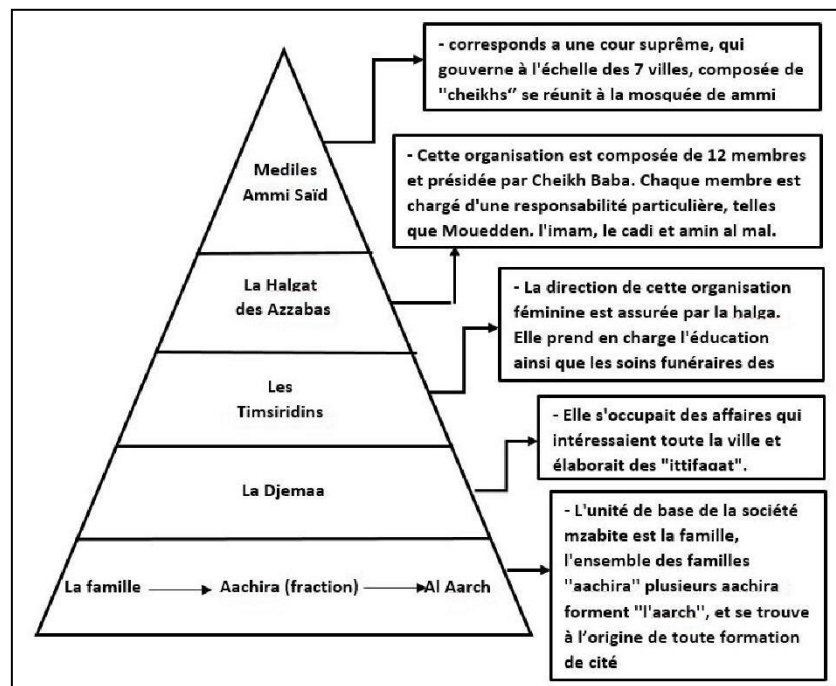 - corresponds a une cour suprême, qui
gouverne à l'échelle des 7 villes, composée de
"cheikhs" se réunit à la mosquée de ammi
Mediles
Ammi Saïd
- Cette organisation est composée de 12 membres
et présidée par Cheikh Baba. Chaque membre est
chargé d'une responsabilité particulière, telles
que Mouedden. l'imam, le cadi et amin al mal.
La Halgat
des Azzabas
- La direction de cette organisation
féminine est assurée par la halga.
Elle prend en charge l'éducation
ainsi que les soins funéraires des
Les
Timsiridins
- Elle s'occupait des affaires qui
intéressaient toute la ville et
élaborait des "ittifaqat".
La Djemaa
- L'unité de base de la société
mzabite est la famille,
l'ensemble des familles
"aachira" plusieurs aachira
forment "l'aarch", et se trouve
à l'origine de toute formation
de cité
La famille Aachira (fraction) Al Aarch